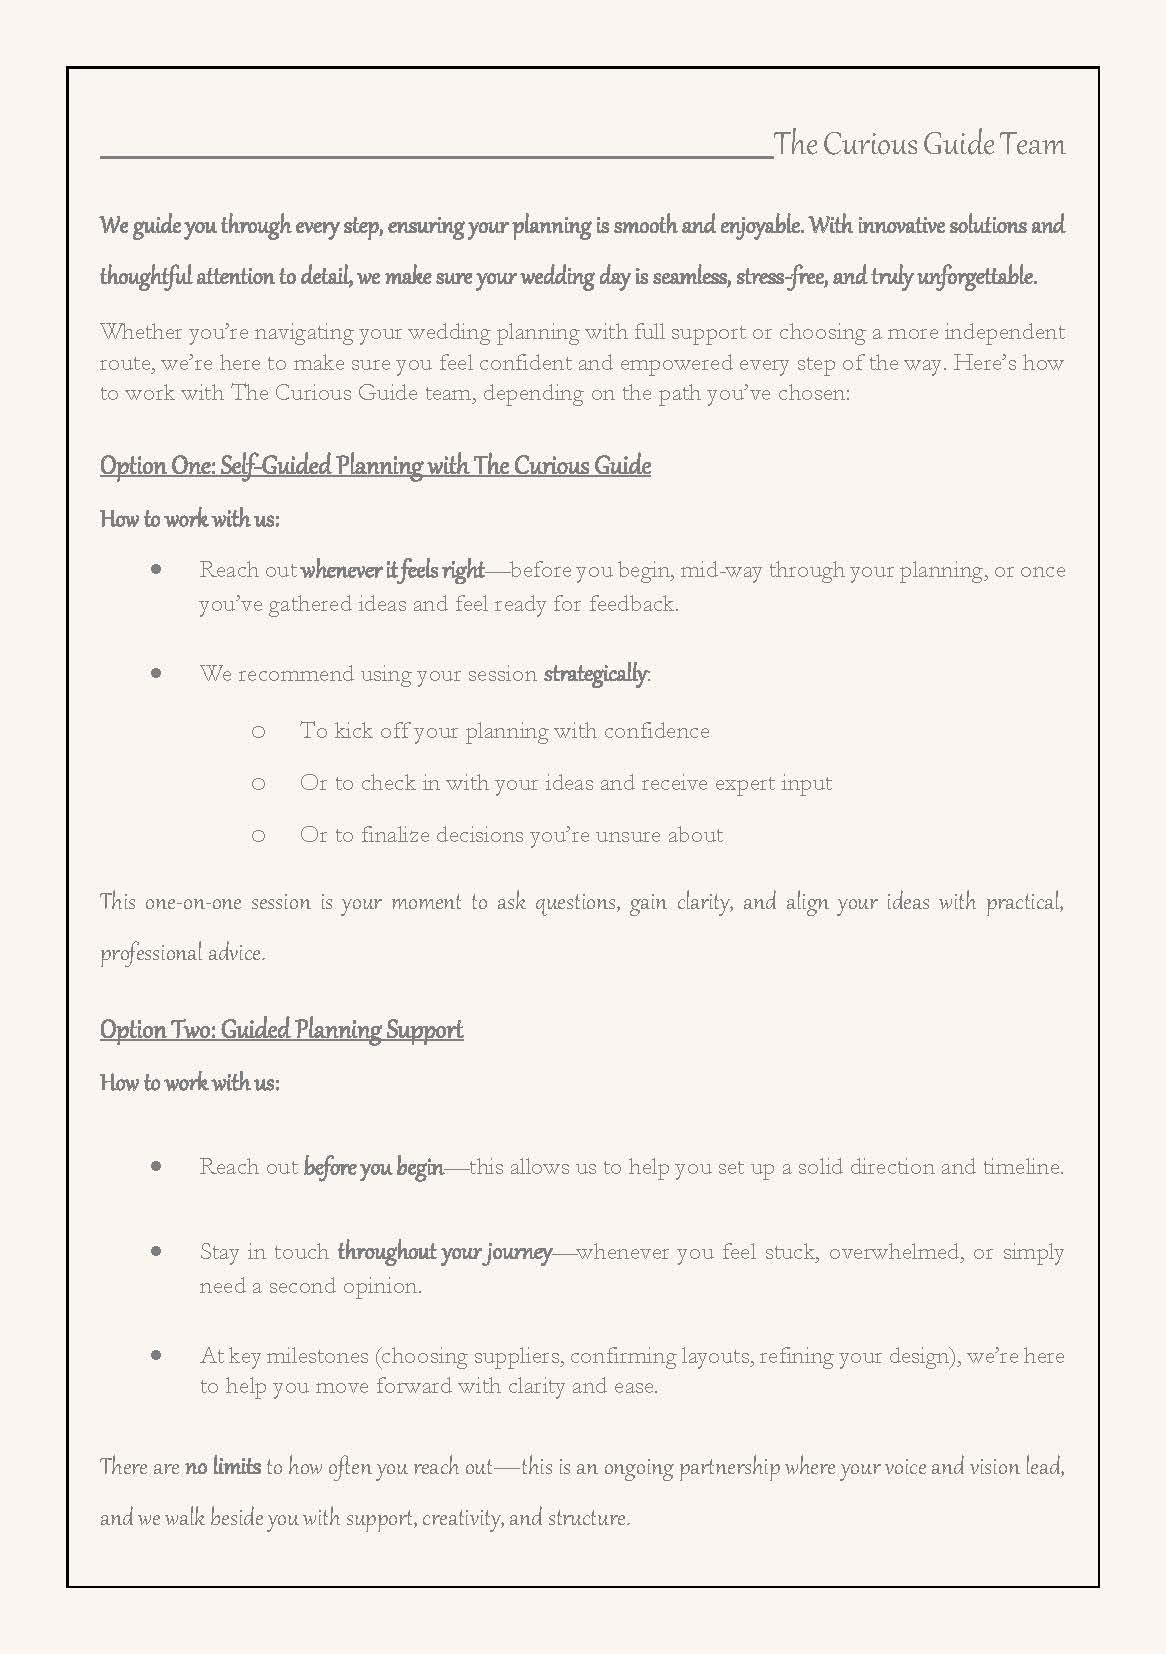 The Curious Guide Team
We guide you through every step, ensuring your planning is smooth and enjoyable. With innovative solutions and
thoughtful attention to detail, we make sure your wedding day is seamless, stress-free, and truly unforgettable.
Whether you’re navigating your wedding planning with full support or choosing a more independent
route, we’re here to make sure you feel confident and empowered every step of the way. Here’s how
to work with The Curious Guide team, depending on the path you’ve chosen:
Option One: Self-Guided Planning with The Curious Guide
How to work with us:
• Reach out whenever it feels right—before you begin, mid-way through your planning, or once
you’ve gathered ideas and feel ready for feedback.
• We recommend using your session strategically:
o To kick off your planning with confidence
o Or to check in with your ideas and receive expert input
o Or to finalize decisions you’re unsure about
This one-on-one session is your moment to ask questions, gain clarity, and align your ideas with practical,
professional advice.
Option Two: Guided Planning Support
How to work with us:
• Reach out before you begin—this allows us to help you set up a solid direction and timeline.
• Stay in touch throughout your journey—whenever you feel stuck, overwhelmed, or simply
need a second opinion.
• At key milestones (choosing suppliers, confirming layouts, refining your design), we’re here
to help you move forward with clarity and ease.
There are no limits to how often you reach out—this is an ongoing partnership where your voice and vision lead,
and we walk beside you with support, creativity, and structure.